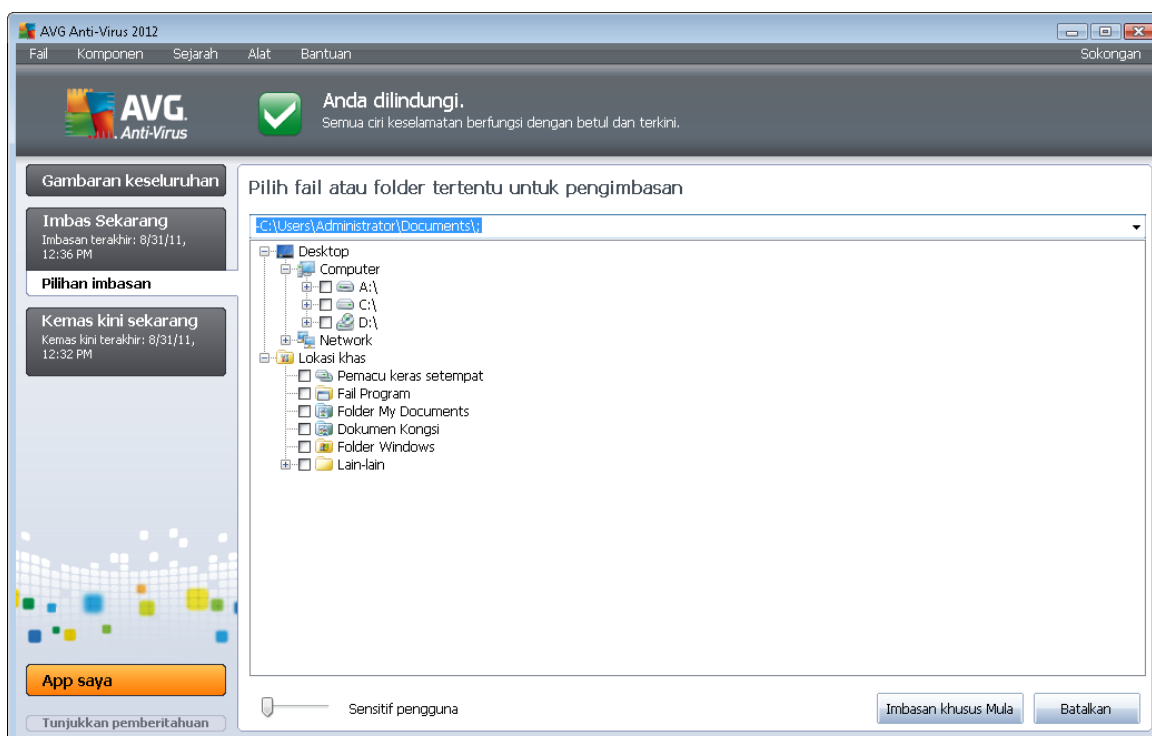 AVG Anti-Virus 2012
Fail Komponen Sejarah Alat Bantuan Sokongan
AVG.
Anti-Virus
Anda dilindungi.
Semua ciri keselamatan berfungsi dengan betul dan terkini.
Gambaran keseluruhan
Imbas Sekarang
Imbasan terakhir: 8/31/11,
12:36 PM
Pilihan imbasan
Kemas kini sekarang
Kemas kini terakhir: 8/31/11,
12:32 PM
App saya
Tunjukkan pemberitahuan
Pilih fail atau folder tertentu untuk pengimbasan
-C:\Users\Administrator\Documents\;
Desktop
Computer
A:\
C:\
D:\
Network
Lokasi khas
Pemacu keras setempat
Fail Program
Folder My Documents
Dokumen Kongsi
Folder Windows
Lain-lain
Sensitif pengguna
Imbasan khusus Mula
Batalkan